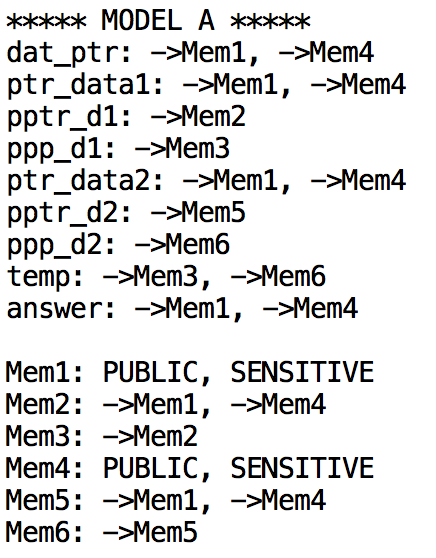 ***** MODEL A *****
dat_ptr: ->Mem1, ->Mem4
ptr_data1: ->Mem1, ->Mem4
pptr_d1: ->Mem2
ppp_d1: ->Mem3
ptr_data2: ->Mem1, ->Mem4
pptr_d2: ->Mem5
ppp_d2: ->Mem6
temp: ->Mem3, ->Mem6
answer: ->Mem1, ->Mem4

Mem1: PUBLIC, SENSITIVE
Mem2: ->Mem1, ->Mem4
Mem3: ->Mem2
Mem4: PUBLIC, SENSITIVE
Mem5: ->Mem1, ->Mem4
Mem6: ->Mem5